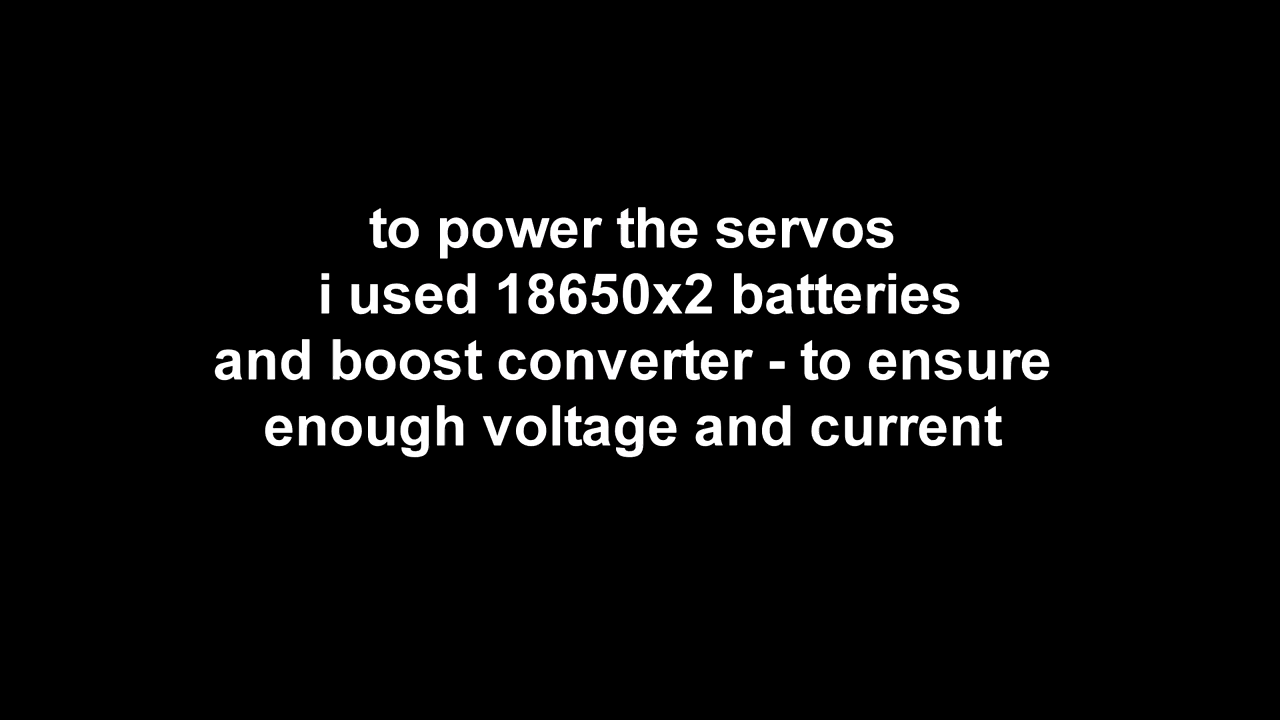 to power the servos
i used 18650x2 batteries
and boost converter - to ensure
enough voltage and current